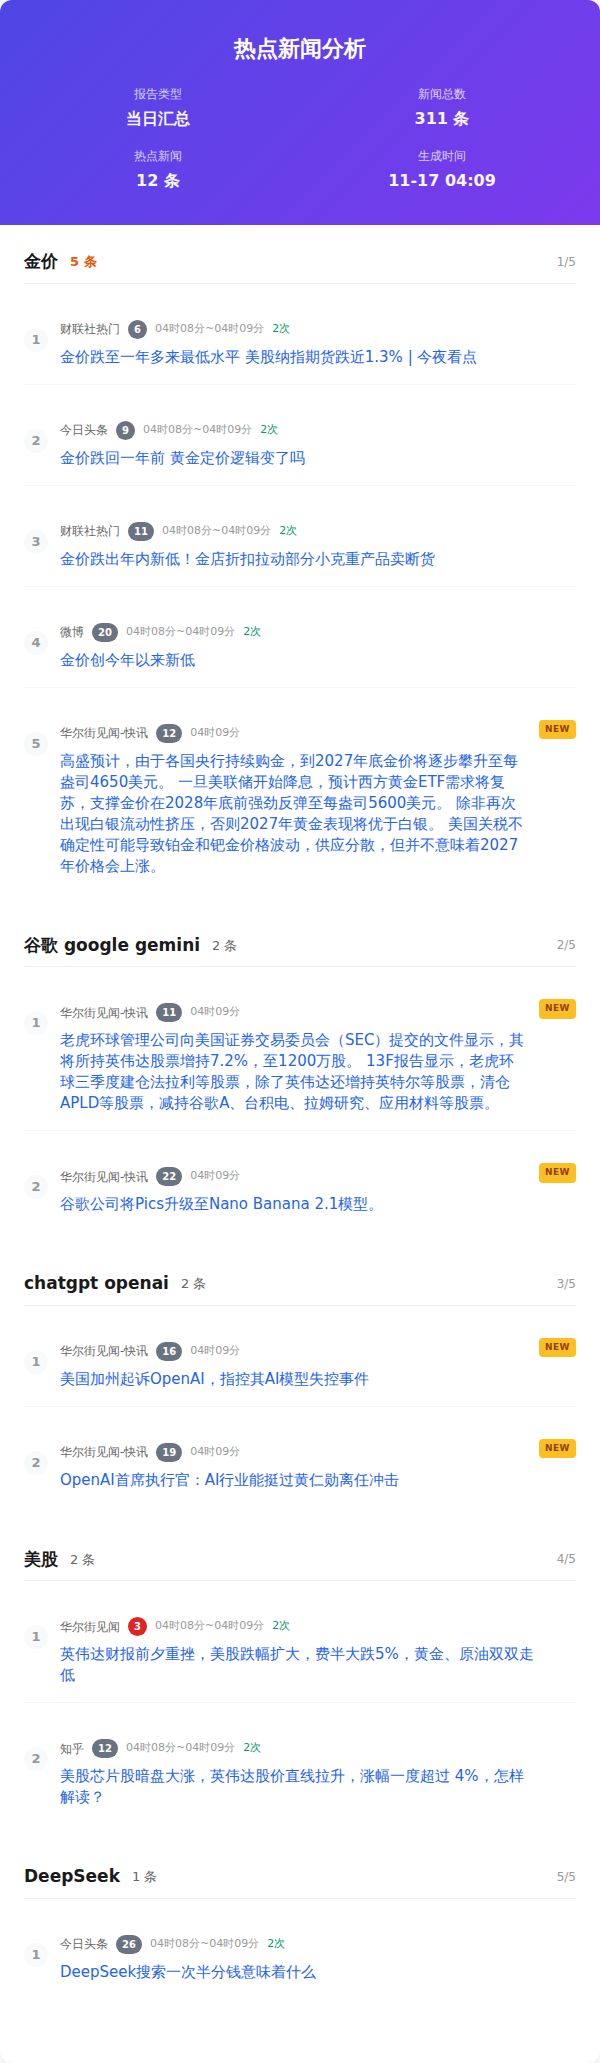 热点新闻分析
报告类型
新闻总数
当日汇总
311 条
热点新闻
生成时间
12 条
11-17 04:09
金价 5 条 1/5
1 财联社热门 6 04时08分~04时09分 2次
金价跌至一年多来最低水平 美股纳指期货跌近1.3% | 今夜看点
2 今日头条 9 04时08分~04时09分 2次
金价跌回一年前 黄金定价逻辑变了吗
3 财联社热门 11 04时08分~04时09分 2次
金价跌出年内新低！金店折扣拉动部分小克重产品卖断货
4 微博 20 04时08分~04时09分 2次
金价创今年以来新低
5 华尔街见闻-快讯 12 04时09分 NEW
高盛预计，由于各国央行持续购金，到2027年底金价将逐步攀升至每
盎司4650美元。 一旦美联储开始降息，预计西方黄金ETF需求将复
苏，支撑金价在2028年底前强劲反弹至每盎司5600美元。 除非再次
出现白银流动性挤压，否则2027年黄金表现将优于白银。 美国关税不
确定性可能导致铂金和钯金价格波动，供应分散，但并不意味着2027
年价格会上涨。
谷歌 google gemini 2 条 2/5
1 华尔街见闻-快讯 11 04时09分 NEW
老虎环球管理公司向美国证券交易委员会（SEC）提交的文件显示，其
将所持英伟达股票增持7.2%，至1200万股。 13F报告显示，老虎环
球三季度建仓法拉利等股票，除了英伟达还增持英特尔等股票，清仓
APLD等股票，减持谷歌A、台积电、拉姆研究、应用材料等股票。
2 华尔街见闻-快讯 22 04时09分 NEW
谷歌公司将Pics升级至Nano Banana 2.1模型。
chatgpt openai 2 条 3/5
1 华尔街见闻-快讯 16 04时09分 NEW
美国加州起诉OpenAI，指控其AI模型失控事件
2 华尔街见闻-快讯 19 04时09分 NEW
OpenAI首席执行官：AI行业能挺过黄仁勋离任冲击
美股 2 条 4/5
1 华尔街见闻 3 04时08分~04时09分 2次
英伟达财报前夕重挫，美股跌幅扩大，费半大跌5%，黄金、原油双双走
低
2 知乎 12 04时08分~04时09分 2次
美股芯片股暗盘大涨，英伟达股价直线拉升，涨幅一度超过 4%，怎样
解读？
DeepSeek 1 条 5/5
1 今日头条 26 04时08分~04时09分 2次
DeepSeek搜索一次半分钱意味着什么